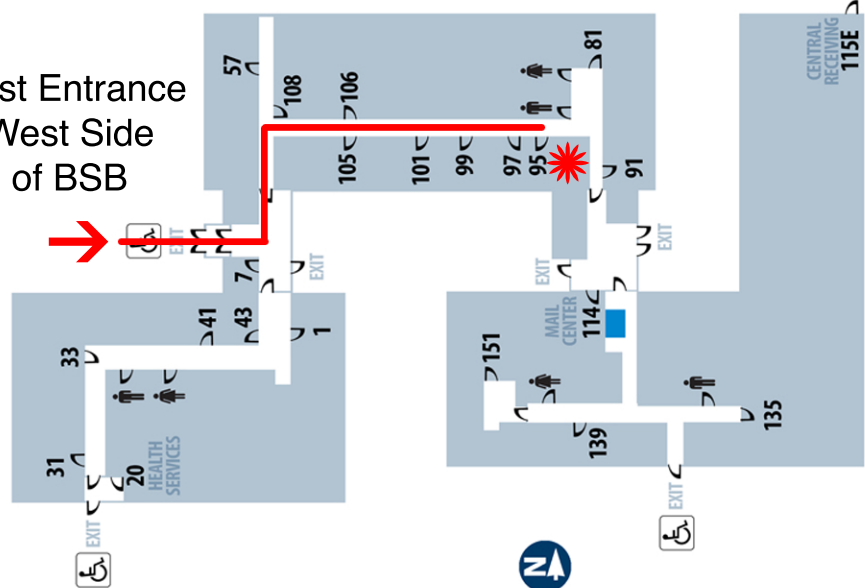 st Entrance
West Side
of BSB
57
108
106
81
CENTRAL
RECEIVING
115E
105
101
99
97
95
91
EXIT
7
EXIT
EXIT
EXIT
41
43
1
33
MAIL
CENTER
114
151
31
20
HEALTH
SERVICES
139
135
EXIT
EXIT
N